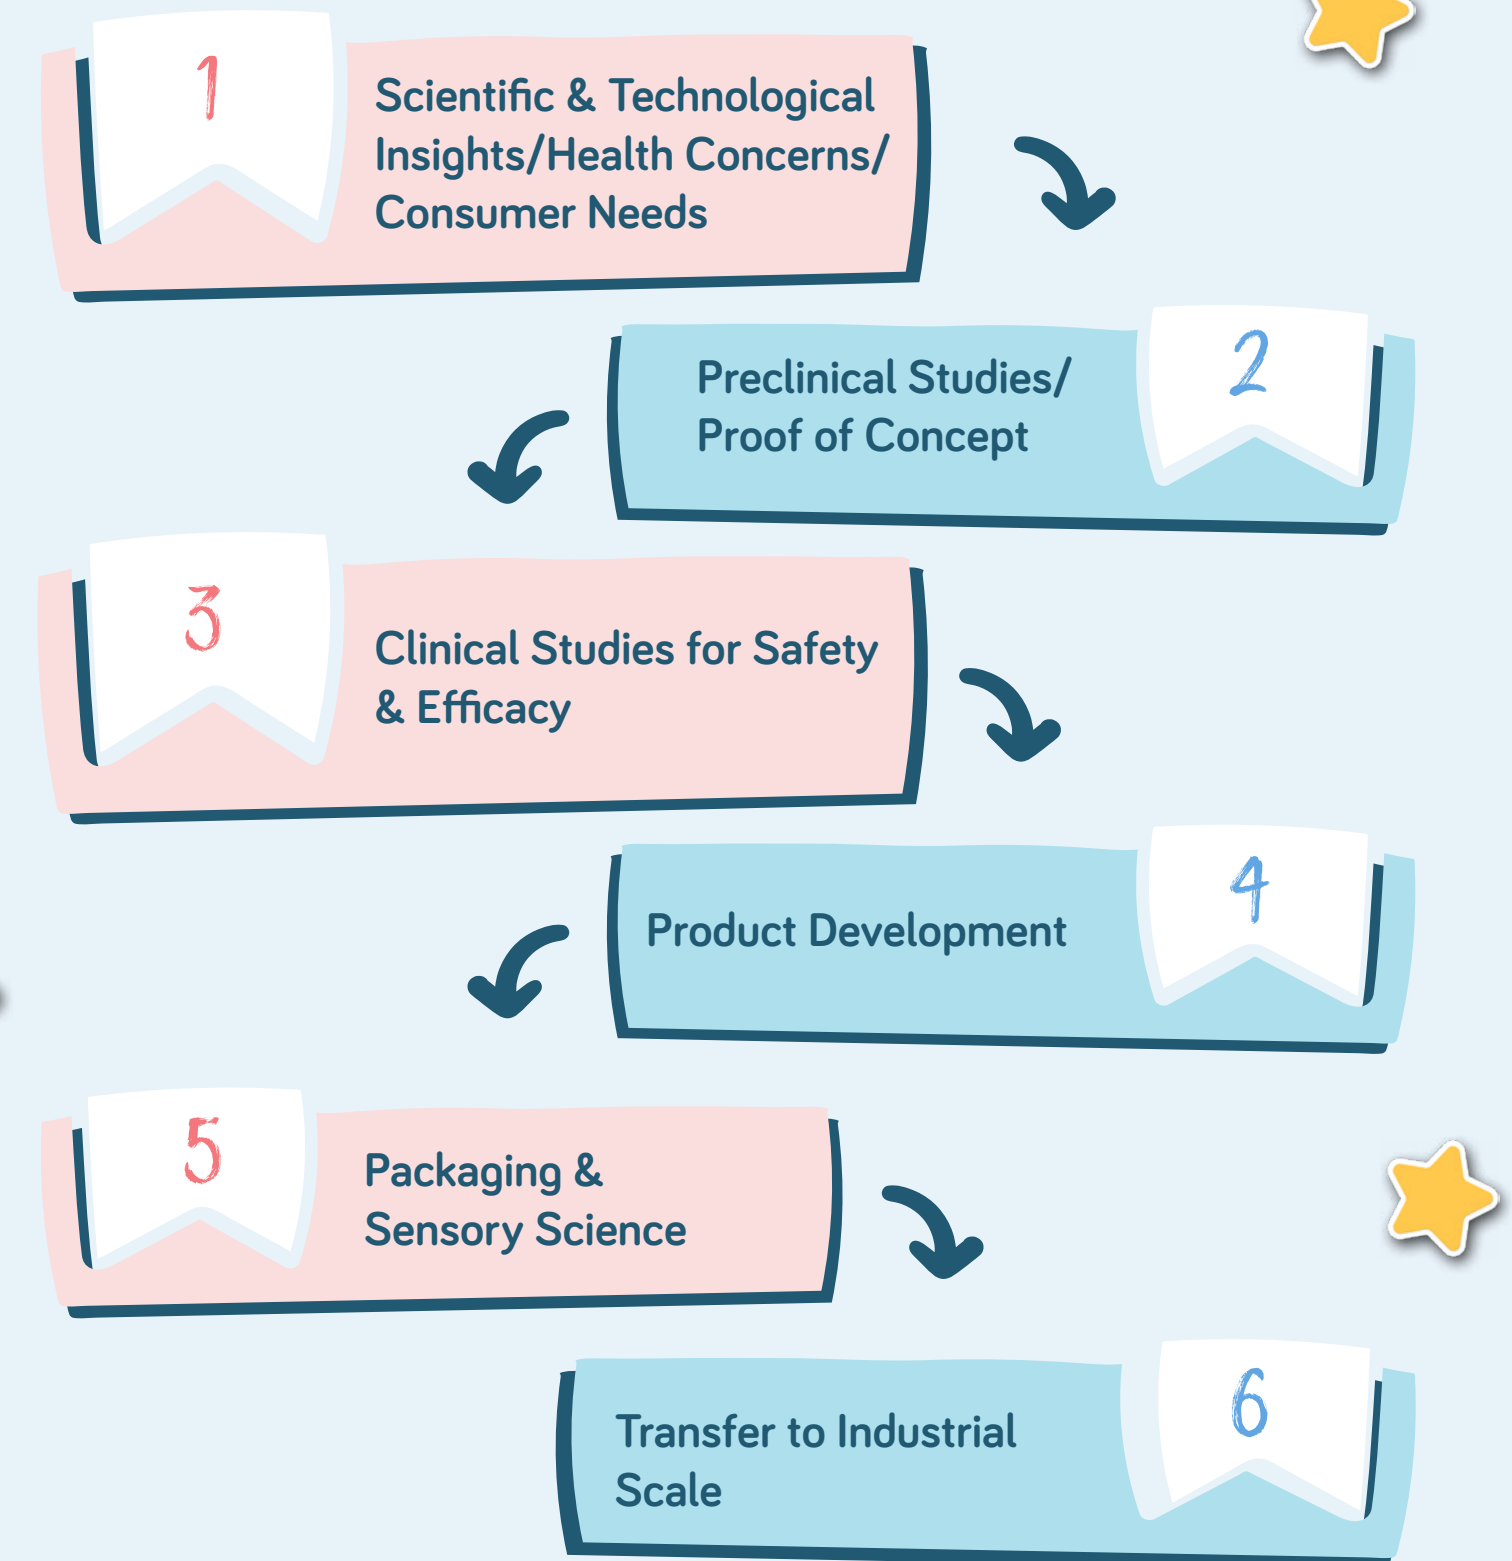 1
Scientific & Technological
Insights/Health Concerns/
Consumer Needs
2
Preclinical Studies/
Proof of Concept
3
Clinical Studies for Safety
& Efficacy
4
Product Development
5
Packaging &
Sensory Science
6
Transfer to Industrial
Scale